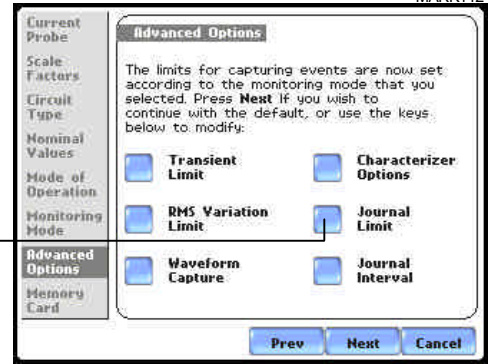 Current
Probe
Scale
Factors
Circuit
Type
Nominal
Values
Mode of
Operation
Monitoring
Mode
Advanced
Options
Memory
Card
Advanced Options
The limits for capturing events are now set
according to the monitoring mode that you
selected. Press Next If you wish to
continue with the default, or use the keys
below to modify:
Transient
Limit
Characterizer
Options
RMS Variation
Limit
Journal
Limit
Waveform
Capture
Journal
Interval
Prev
Next
Cancel